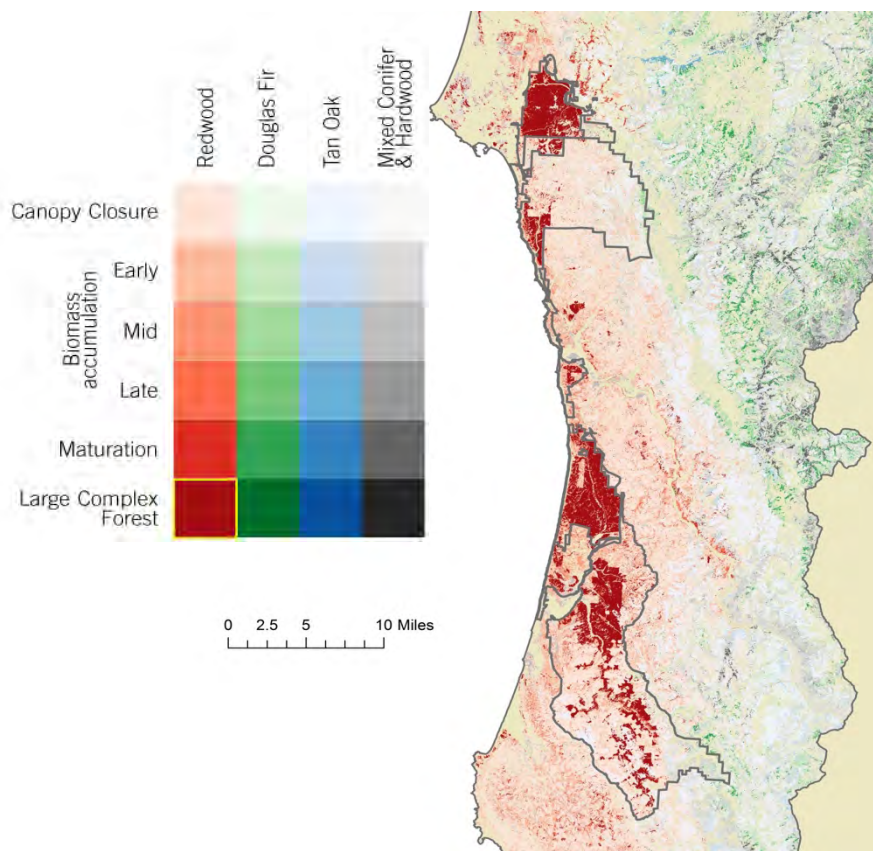 Redwood
Douglas Fir
Tan Oak
Mixed Conifer
& Hardwood
Canopy Closure
Biomass
accumulation
Early
Mid
Late
Maturation
Large Complex
Forest
0 2.5 5 10 Miles